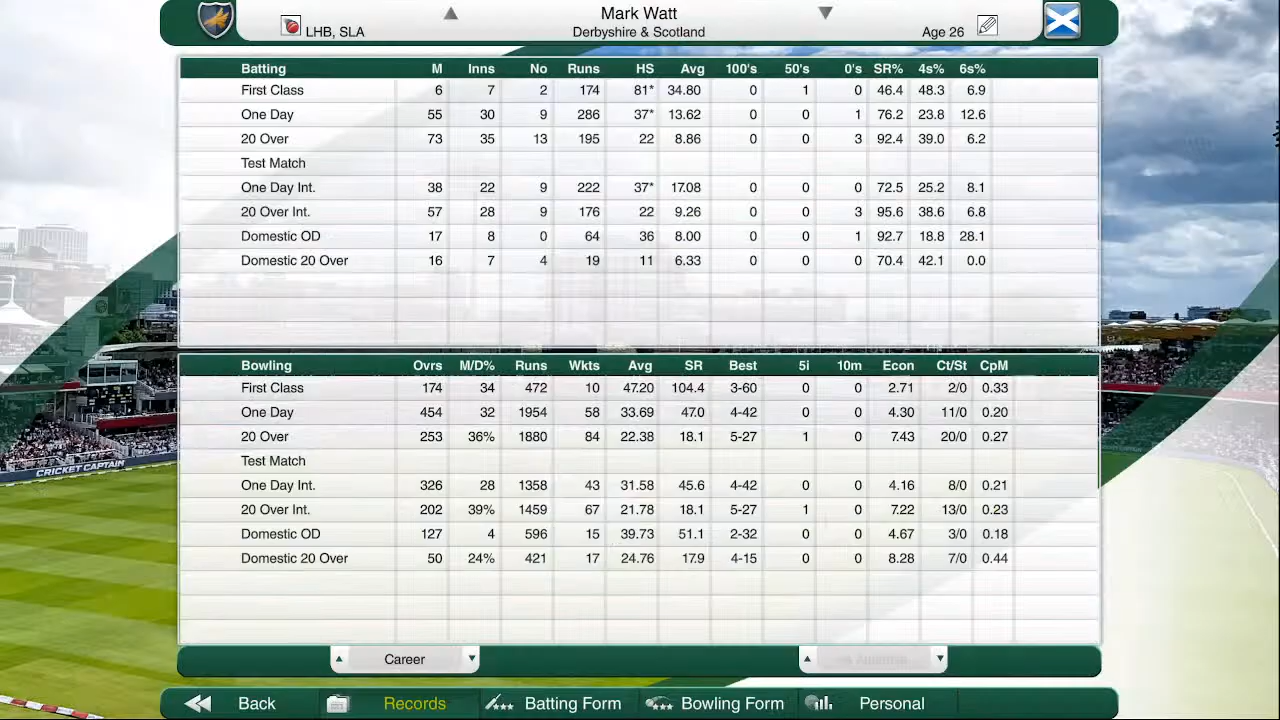 Mark Watt
LHB, SLA Derbyshire & Scotland Age 26
Batting M Inns No Runs HS Avg 100's 50's 0's SR% 4s% 6s%
First Class 6 7 2 174 81* 34.80 0 1 0 46.4 48.3 6.9
One Day 55 30 9 286 37* 13.62 0 0 1 76.2 23.8 12.6
20 Over 73 35 13 195 22 8.86 0 0 3 92.4 39.0 6.2
Test Match
One Day Int. 38 22 9 222 37* 17.08 0 0 0 72.5 25.2 8.1
20 Over Int. 57 28 9 176 22 9.26 0 0 3 95.6 38.6 6.8
Domestic OD 17 8 0 64 36 8.00 0 0 1 92.7 18.8 28.1
Domestic 20 Over 16 7 4 19 11 6.33 0 0 0 70.4 42.1 0.0
Bowling Ovrs M/D% Runs Wkts Avg SR Best 5i 10m Econ Ct/St CpM
First Class 174 34 472 10 47.20 104.4 3-60 0 0 2.71 2/0 0.33
One Day 454 32 1954 58 33.69 47.0 4-42 0 0 4.30 11/0 0.20
20 Over 253 36% 1880 84 22.38 18.1 5-27 1 0 7.43 20/0 0.27
Test Match
One Day Int. 326 28 1358 43 31.58 45.6 4-42 0 0 4.16 8/0 0.21
20 Over Int. 202 39% 1459 67 21.78 18.1 5-27 1 0 7.22 13/0 0.23
Domestic OD 127 4 596 15 39.73 51.1 2-32 0 0 4.67 3/0 0.18
Domestic 20 Over 50 24% 421 17 24.76 17.9 4-15 0 0 8.28 7/0 0.44
CRICKET CAPTAIN
Career
Back Records Batting Form Bowling Form Personal